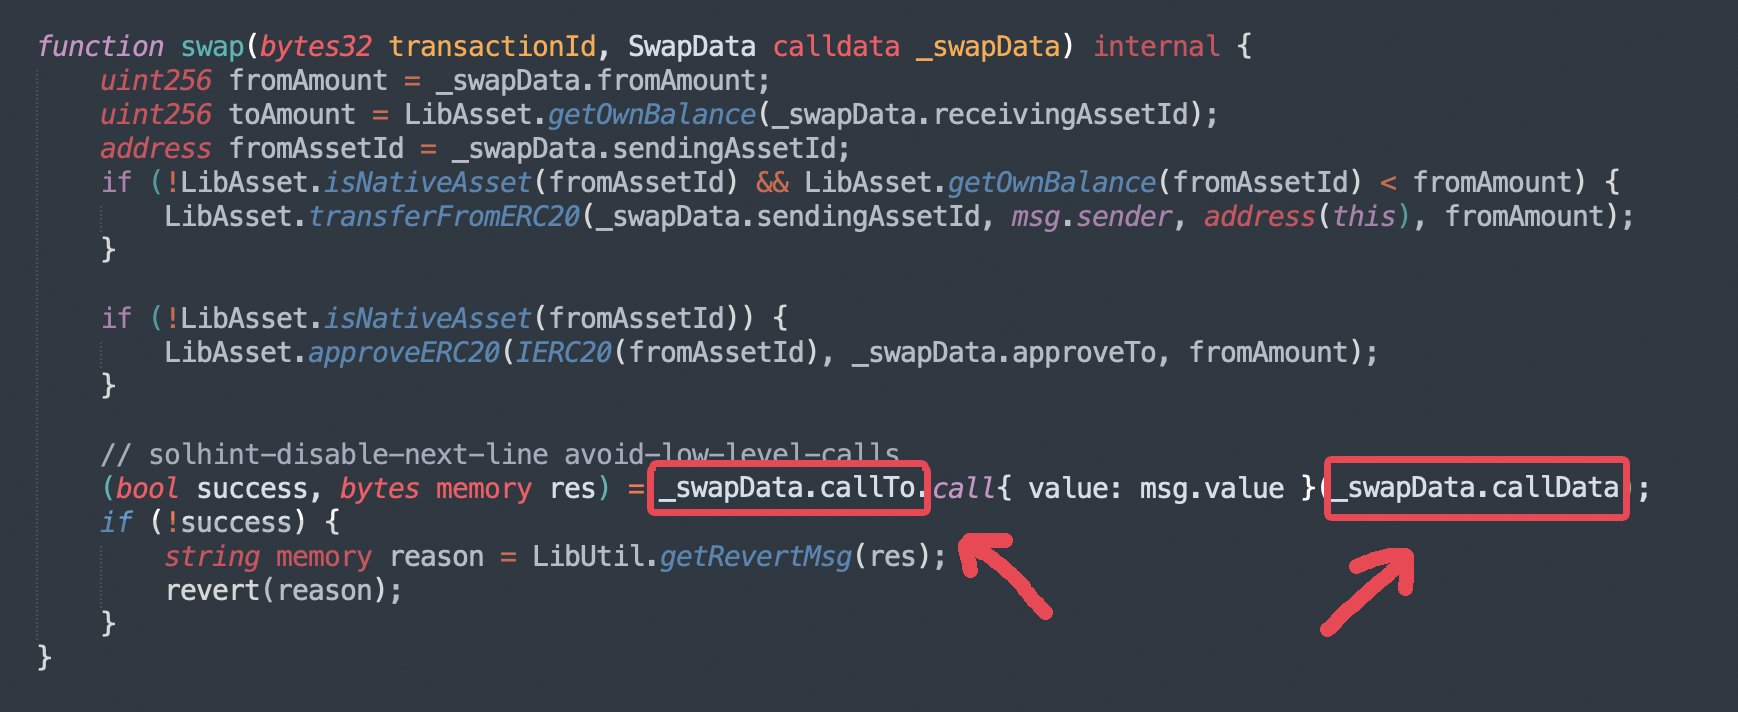 function swap(bytes32 transactionId, SwapData calldata _swapData) internal {
uint256 fromAmount = _swapData.fromAmount;
uint256 toAmount = LibAsset.getOwnBalance(_swapData.receivingAssetId);
address fromAssetId = _swapData.sendingAssetId;
if (!LibAsset.isNativeAsset(fromAssetId) && LibAsset.getOwnBalance(fromAssetId) < fromAmount) {
LibAsset.transferFromERC20(_swapData.sendingAssetId, msg.sender, address(this), fromAmount);
}
if (!LibAsset.isNativeAsset(fromAssetId)) {
LibAsset.approveERC20(IERC20(fromAssetId), _swapData.approveTo, fromAmount);
}
// solhint-disable-next-line avoid-low-level-calls
(bool success, bytes memory res) = _swapData.callTo.call{ value: msg.value }(_swapData.callData);
if (!success) {
string memory reason = LibUtil.getRevertMsg(res);
revert(reason);
}
}